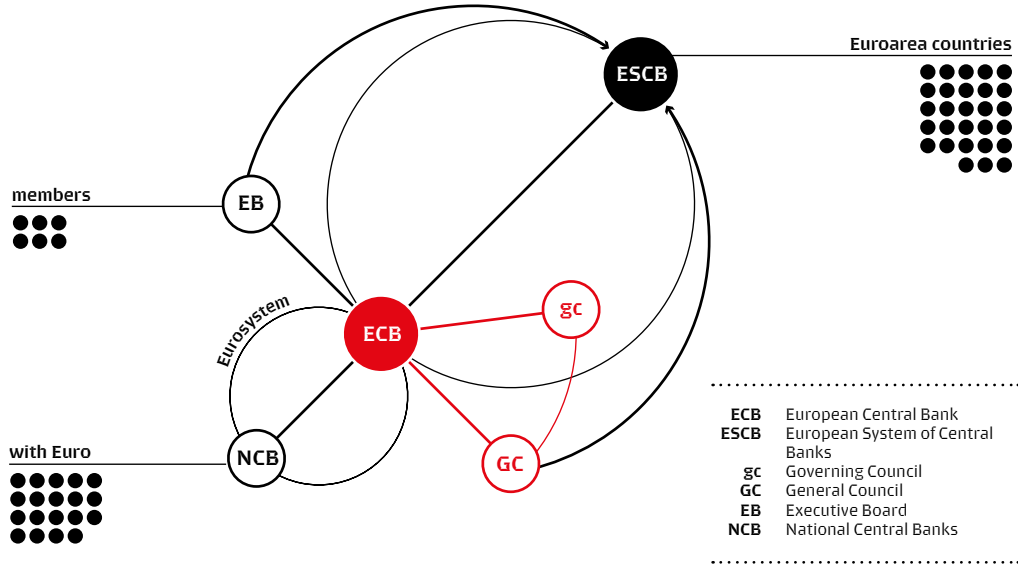 Euroarea countries
ESCB
members
EB
Eurosystem
ECB
gc
with Euro
NCB
GC
ECB European Central Bank
ESCB European System of Central
Banks
gc Governing Council
GC General Council
EB Executive Board
NCB National Central Banks